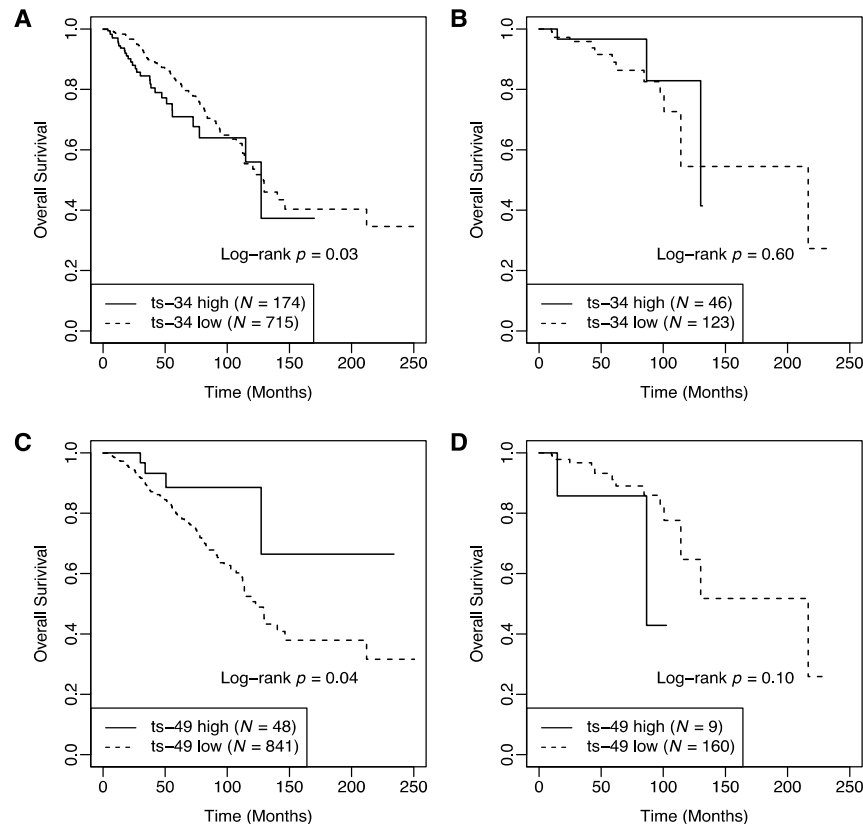 A
Overall Survival
1.0
0.8
0.6
0.4
0.2
0.0
Log−rank p = 0.03
ts−34 high (N = 174)
ts−34 low (N = 715)
0 50 100 150 200 250
Time (Months)
B
Overall Survival
1.0
0.8
0.6
0.4
0.2
0.0
Log−rank p = 0.60
ts−34 high (N = 46)
ts−34 low (N = 123)
0 50 100 150 200 250
Time (Months)
C
Overall Survival
1.0
0.8
0.6
0.4
0.2
0.0
Log−rank p = 0.04
ts−49 high (N = 48)
ts−49 low (N = 841)
0 50 100 150 200 250
Time (Months)
D
Overall Survival
1.0
0.8
0.6
0.4
0.2
0.0
Log−rank p = 0.10
ts−49 high (N = 9)
ts−49 low (N = 160)
0 50 100 150 200 250
Time (Months)